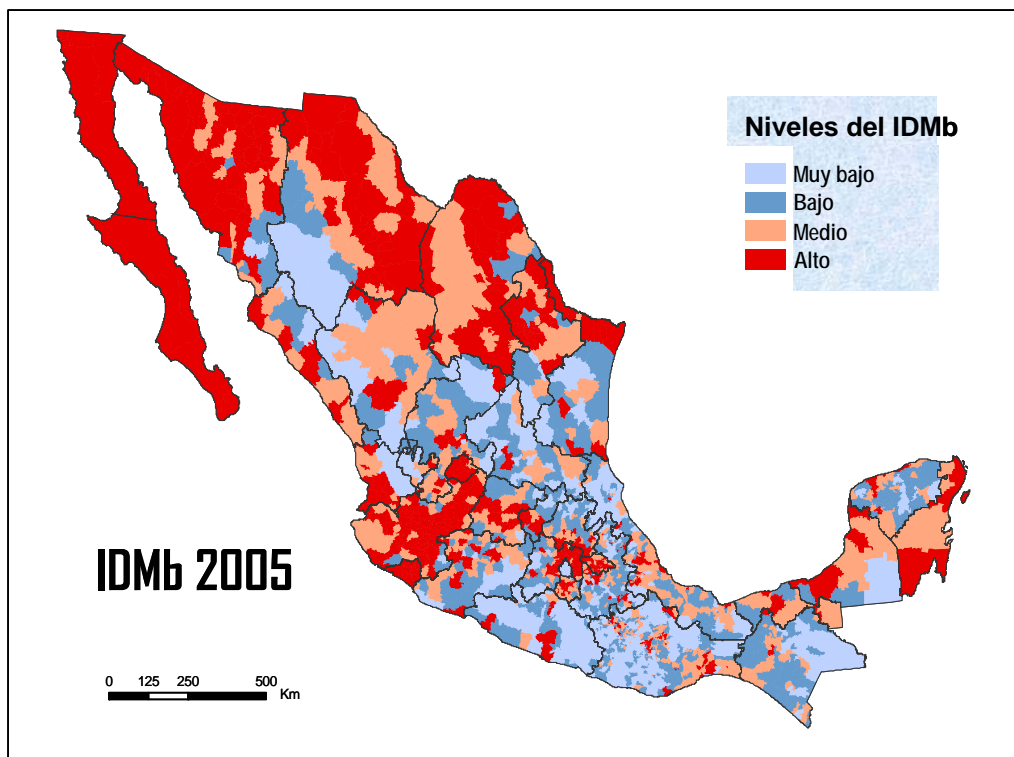 Niveles del IDMb
Muy bajo
Bajo
Medio
Alto
IDMb 2005
0 125 250 500 Km